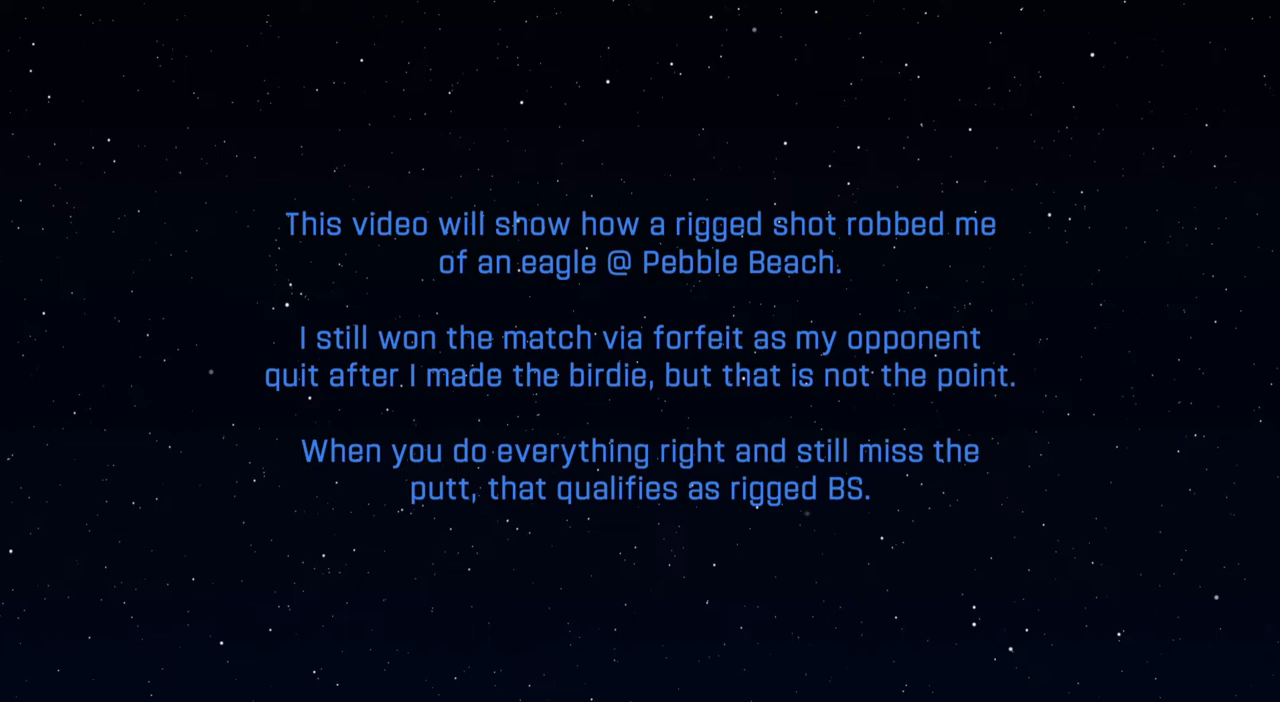 This video will show how a rigged shot robbed me
of an eagle @ Pebble Beach.
I still won the match via forfeit as my opponent
quit after I made the birdie, but that is not the point.
When you do everything right and still miss the
putt, that qualifies as rigged BS.